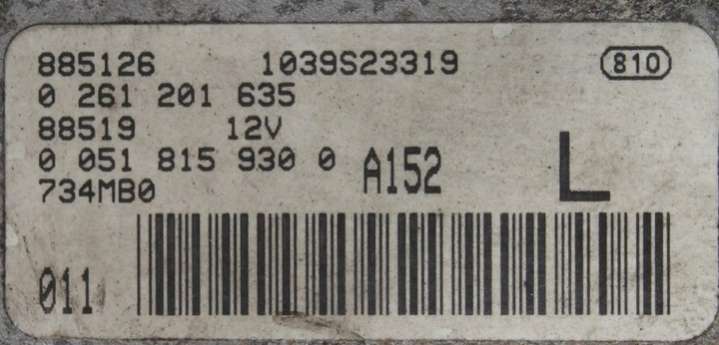 885126 1039S23319 810
0 261 201 635
88519 12V
0 051 815 930 0 A152 L
734MB0
011